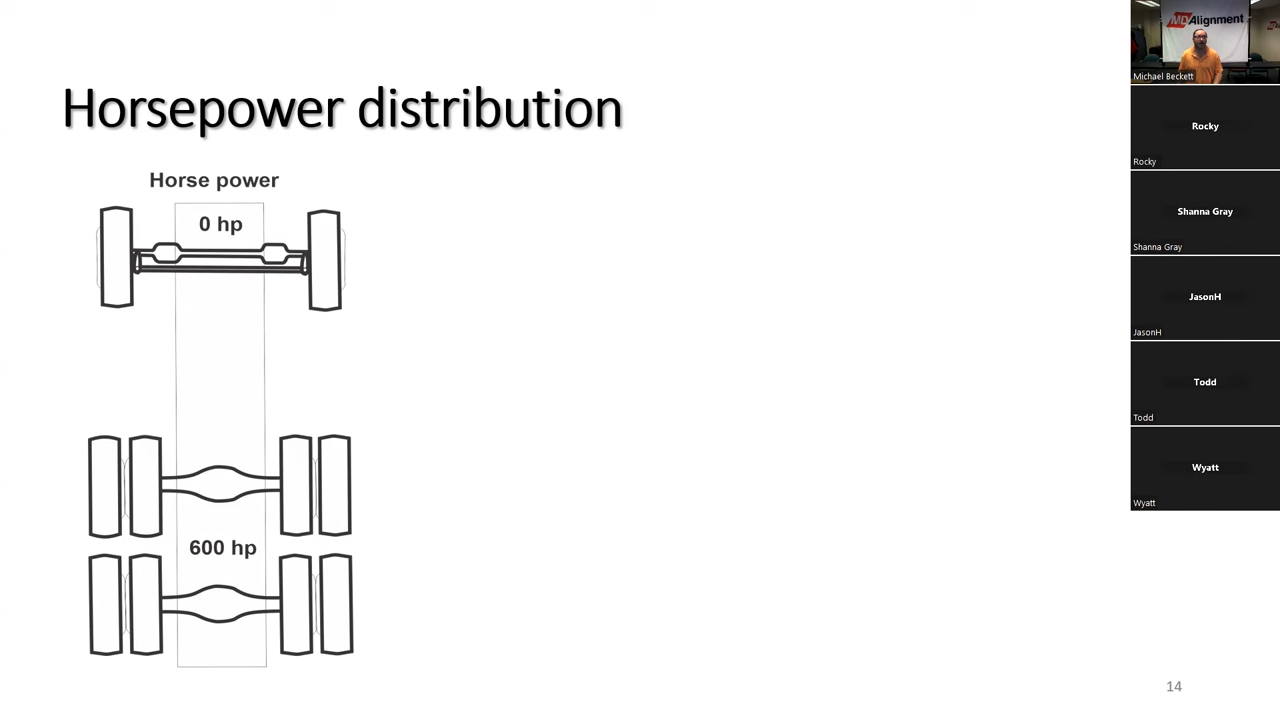 Horsepower distribution
Horse power
0 hp
600 hp
14
MD Alignment
Michael Beckett
Rocky
Rocky
Shanna Gray
Shanna Gray
JasonH
JasonH
Todd
Todd
Wyatt
Wyatt